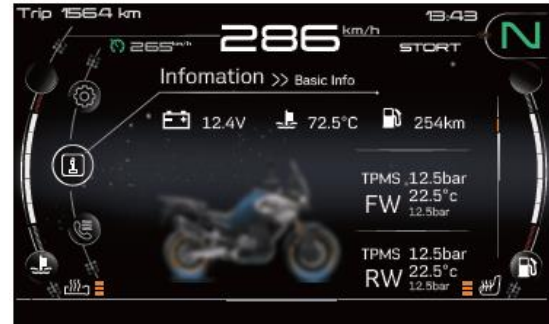 Trip 1564 km
13:43
N
265km/h
286 km/h
STORT
Infomation >> Basic Info
12.4V
72.5°C
254km
TPMS 12.5bar
FW 22.5°c
12.5bar
TPMS 12.5bar
RW 22.5°c
12.5bar